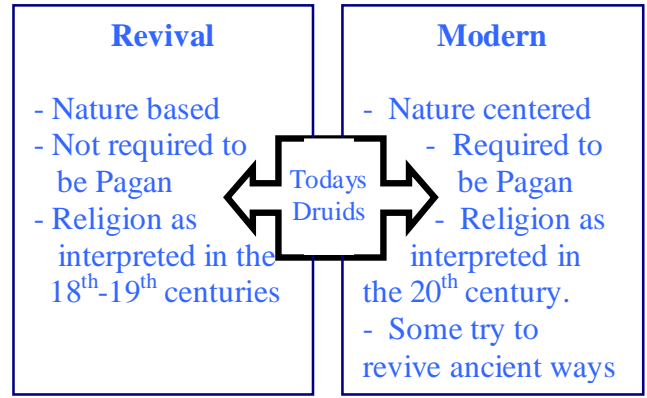 Revival
- Nature based
- Not required to
be Pagan
- Religion as
interpreted in the
18th-19th centuries
Todays
Druids
Modern
- Nature centered
- Required to
be Pagan
- Religion as
interpreted in
the 20th century.
- Some try to
revive ancient ways